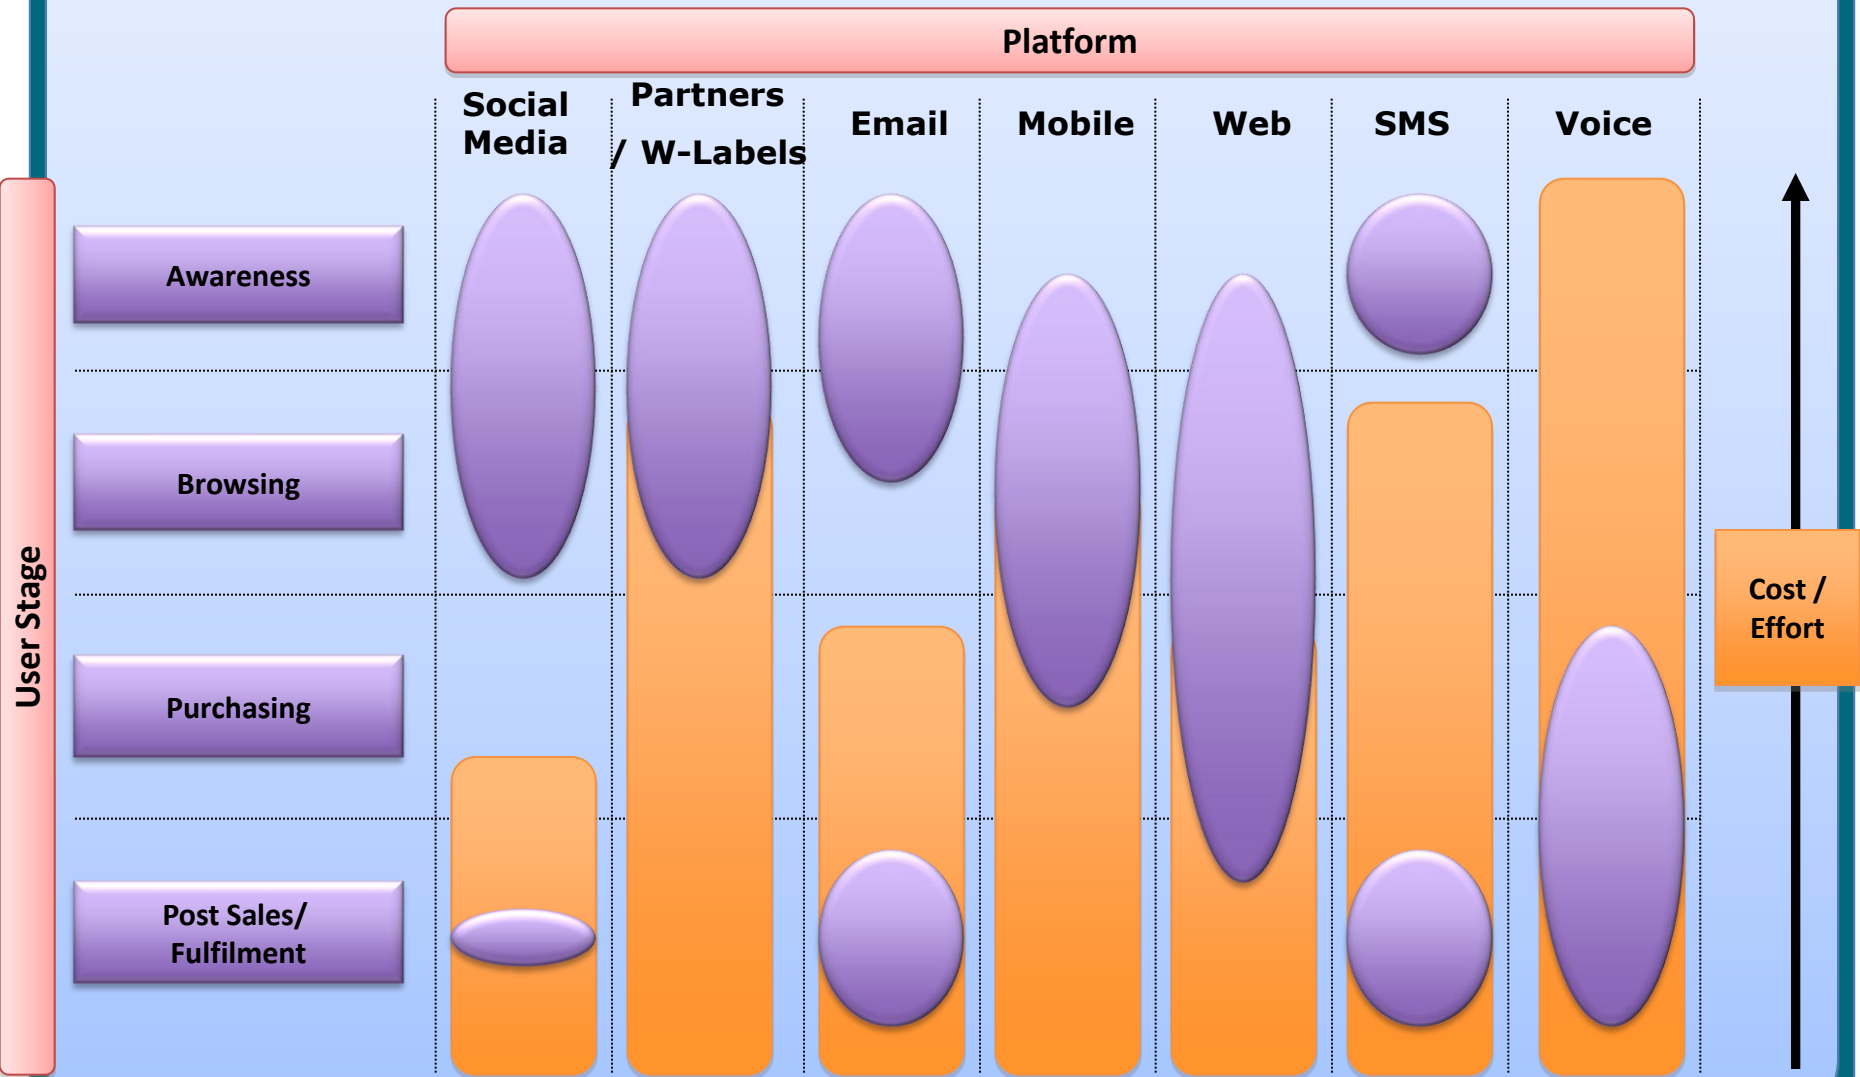 Platform
Social
Media
Partners
/ W-Labels
Email
Mobile
Web
SMS
Voice
User Stage
Awareness
Browsing
Purchasing
Post Sales/
Fulfilment
Cost /
Effort